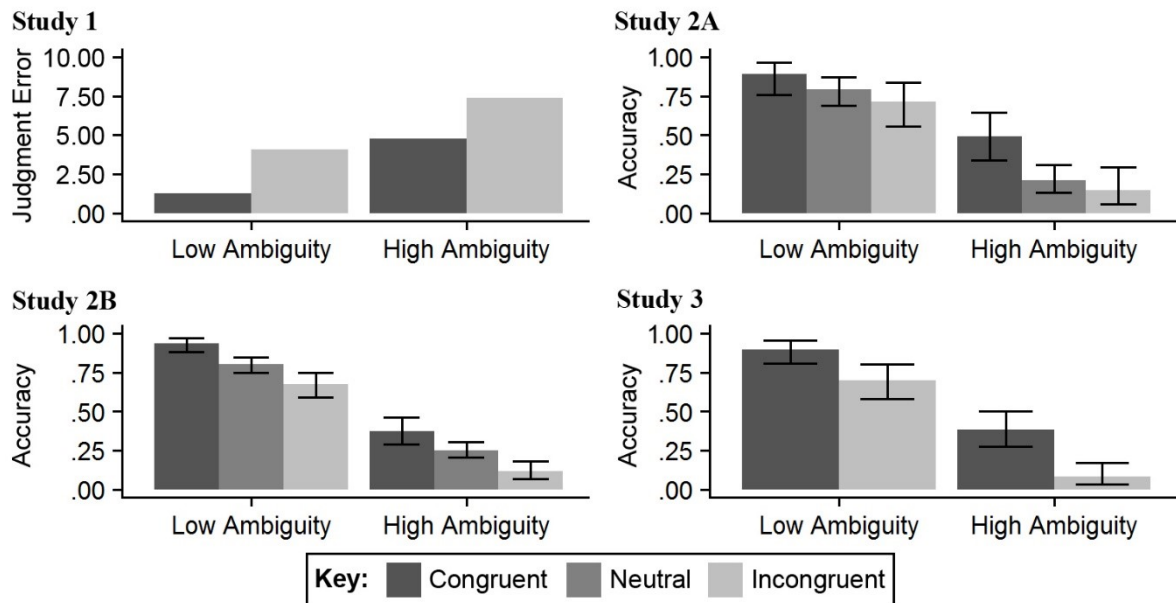 Study 1
Judgment Error
10.00
7.50
5.00
2.50
.00
Low Ambiguity High Ambiguity
Study 2A
Accuracy
1.00
.75
.50
.25
.00
Low Ambiguity High Ambiguity
Study 2B
Accuracy
1.00
.75
.50
.25
.00
Low Ambiguity High Ambiguity
Study 3
Accuracy
1.00
.75
.50
.25
.00
Low Ambiguity High Ambiguity
Key: Congruent Neutral Incongruent